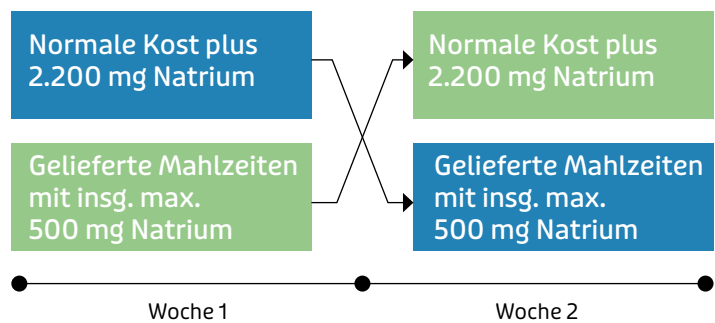 Normale Kost plus
2.200 mg Natrium
Normale Kost plus
2.200 mg Natrium
Gelieferte Mahlzeiten
mit insg. max.
500 mg Natrium
Gelieferte Mahlzeiten
mit insg. max.
500 mg Natrium
Woche 1
Woche 2